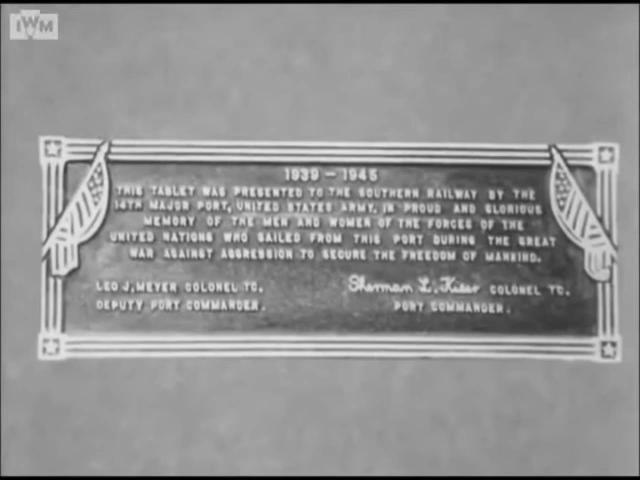 IWM
1939 - 1945
THIS TABLET WAS PRESENTED TO THE SOUTHERN RAILWAY BY THE
14TH MAJOR PORT, UNITED STATES ARMY, IN PROUD AND GLORIOUS
MEMORY OF THE MEN AND WOMEN OF THE FORCES OF THE
UNITED NATIONS WHO SAILED FROM THIS PORT DURING THE GREAT
WAR AGAINST AGGRESSION TO SECURE THE FREEDOM OF MANKIND.
LEO J. MEYER COLONEL TC.
DEPUTY PORT COMMANDER.
Sherman L. Kiser COLONEL TC.
PORT COMMANDER.